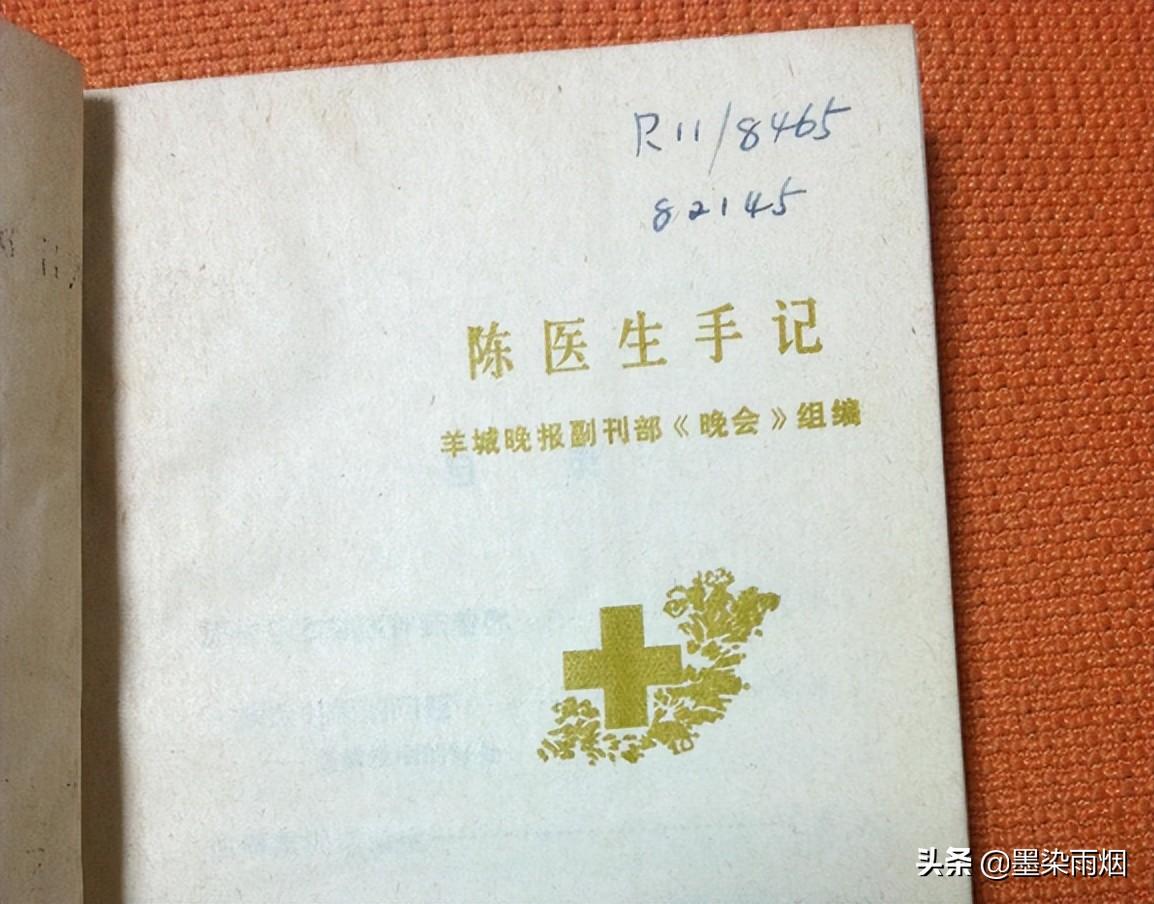 R11/8465
82145
陈医生手记
羊城晚报副刊部《晚会》组编
头条 @墨染雨烟